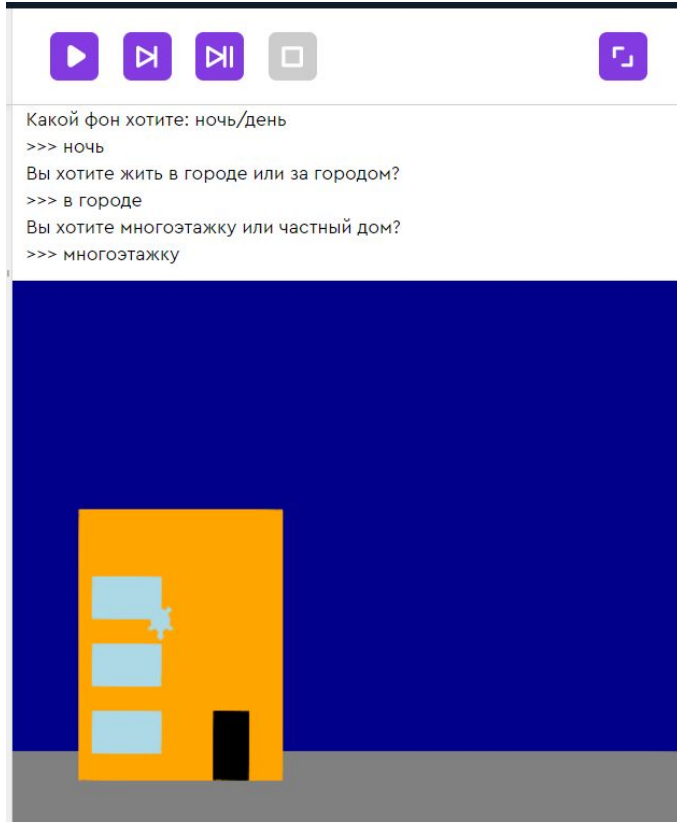 Какой фон хотите: ночь/день
>>> ночь
Вы хотите жить в городе или за городом?
>>> в городе
Вы хотите многоэтажку или частный дом?
>>> многоэтажку